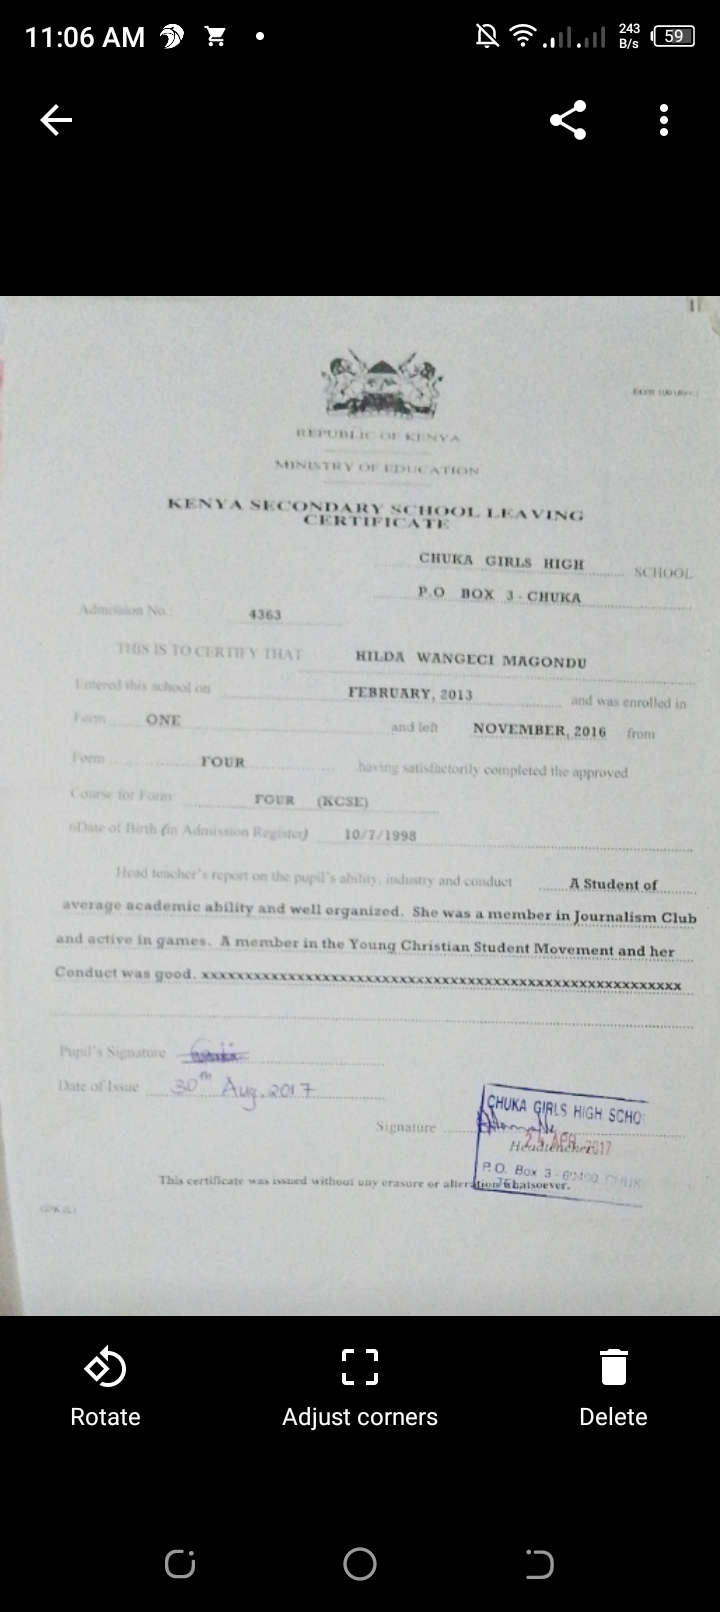 11:06 AM
243
B/s
59
REPUBLIC OF KENYA
MINISTRY OF EDUCATION
KENYA SECONDARY SCHOOL LEAVING
CERTIFICATE
CHUKA GIRLS HIGH SCHOOL
P.O BOX 3 - CHUKA
Admission No.: 4363
THIS IS TO CERTIFY THAT HILDA WANGECI MAGONDU
Entered this school on FEBRUARY, 2013 and was enrolled in
Form ONE and left NOVEMBER, 2016 from
Form FOUR having satisfactorily completed the approved
Course for Form FOUR (KCSE)
Date of Birth (in Admission Register) 10/7/1998
Head teacher's report on the pupil's ability, industry and conduct A Student of
average academic ability and well organized. She was a member in Journalism Club
and active in games. A member in the Young Christian Student Movement and her
Conduct was good. xxxxxxxxxxxxxxxxxxxxxxxxxxxxxxxxxxxxxxxxxxxxxxxxxxxxxxx
Pupil's Signature
Date of Issue 30th Aug. 2017
CHUKA GIRLS HIGH SCHO
Signature
Headteacher
24 APR 2017
P.O. Box 3 - 60400 CHUK
This certificate was issued without any erasure or alteration whatsoever.
Rotate
Adjust corners
Delete